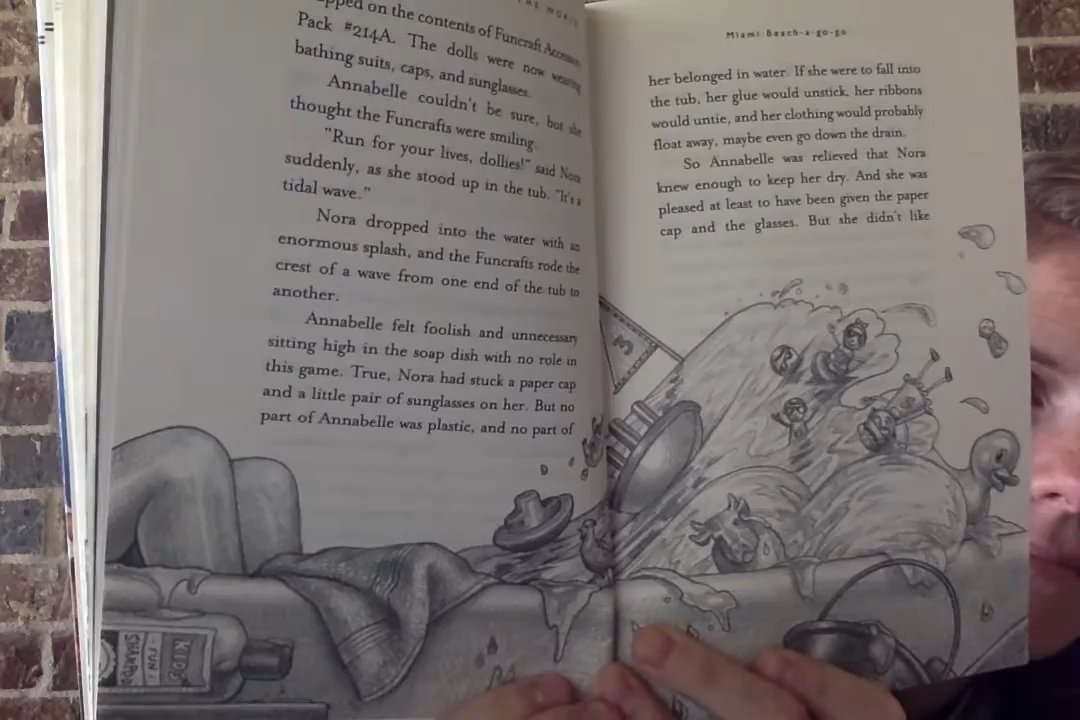 THE WORLD
on the contents of Funcraft Accessory
Pack #214A. The dolls were now wearing
bathing suits, caps, and sunglasses.
Annabelle couldn't be sure, but she
thought the Funcrafts were smiling.
"Run for your lives, dollies!" said Nora
suddenly, as she stood up in the tub. "It's a
tidal wave."
Nora dropped into the water with an
enormous splash, and the Funcrafts rode the
crest of a wave from one end of the tub to
another.
Annabelle felt foolish and unnecessary
sitting high in the soap dish with no role in
this game. True, Nora had stuck a paper cap
and a little pair of sunglasses on her. But no
part of Annabelle was plastic, and no part of
Miami Beach-a-go-go
her belonged in water. If she were to fall into
the tub, her glue would unstick, her ribbons
would untie, and her clothing would probably
float away, maybe even go down the drain.
So Annabelle was relieved that Nora
knew enough to keep her dry. And she was
pleased at least to have been given the paper
cap and the glasses. But she didn't like
3
KIDS
FUN
SHAMPOO